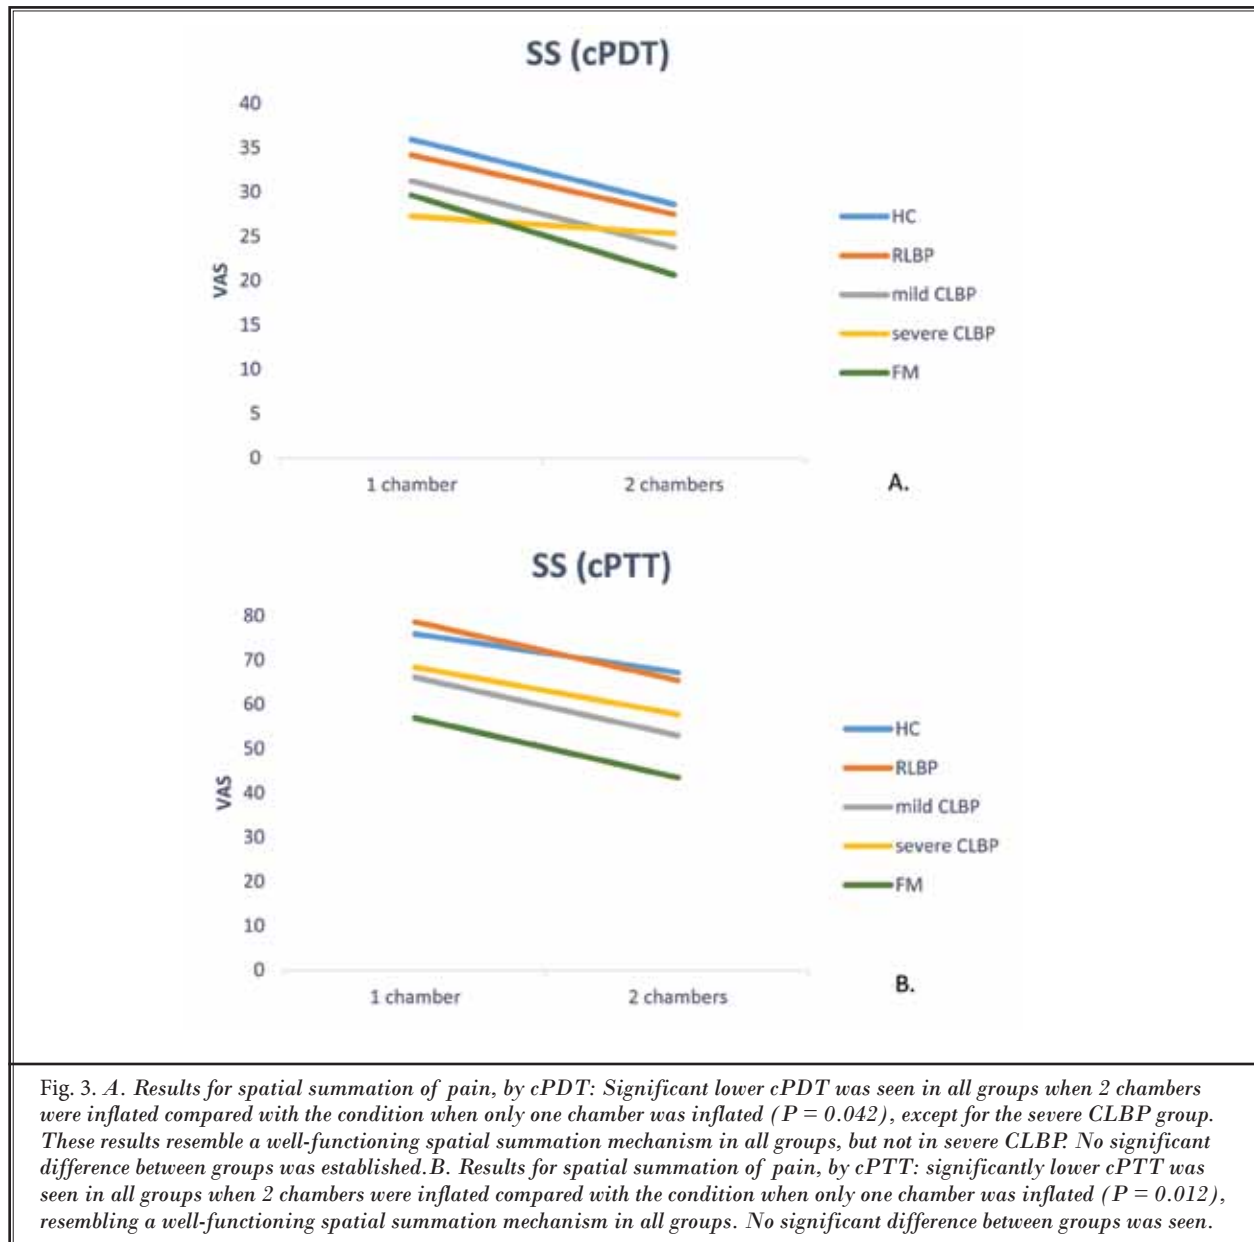 SS (cPDT)
40
35
30
25
20
15
10
5
0
VAS
1 chamber
2 chambers
HC
RLBP
mild CLBP
severe CLBP
FM
A.
SS (cPTT)
80
70
60
50
40
30
20
10
0
VAS
1 chamber
2 chambers
HC
RLBP
mild CLBP
severe CLBP
FM
B.
Fig. 3. A. Results for spatial summation of pain, by cPDT: Significant lower cPDT was seen in all groups when 2 chambers
were inflated compared with the condition when only one chamber was inflated (P = 0.042), except for the severe CLBP group.
These results resemble a well-functioning spatial summation mechanism in all groups, but not in severe CLBP. No significant
difference between groups was established.B. Results for spatial summation of pain, by cPTT: significantly lower cPTT was
seen in all groups when 2 chambers were inflated compared with the condition when only one chamber was inflated (P = 0.012),
resembling a well-functioning spatial summation mechanism in all groups. No significant difference between groups was seen.